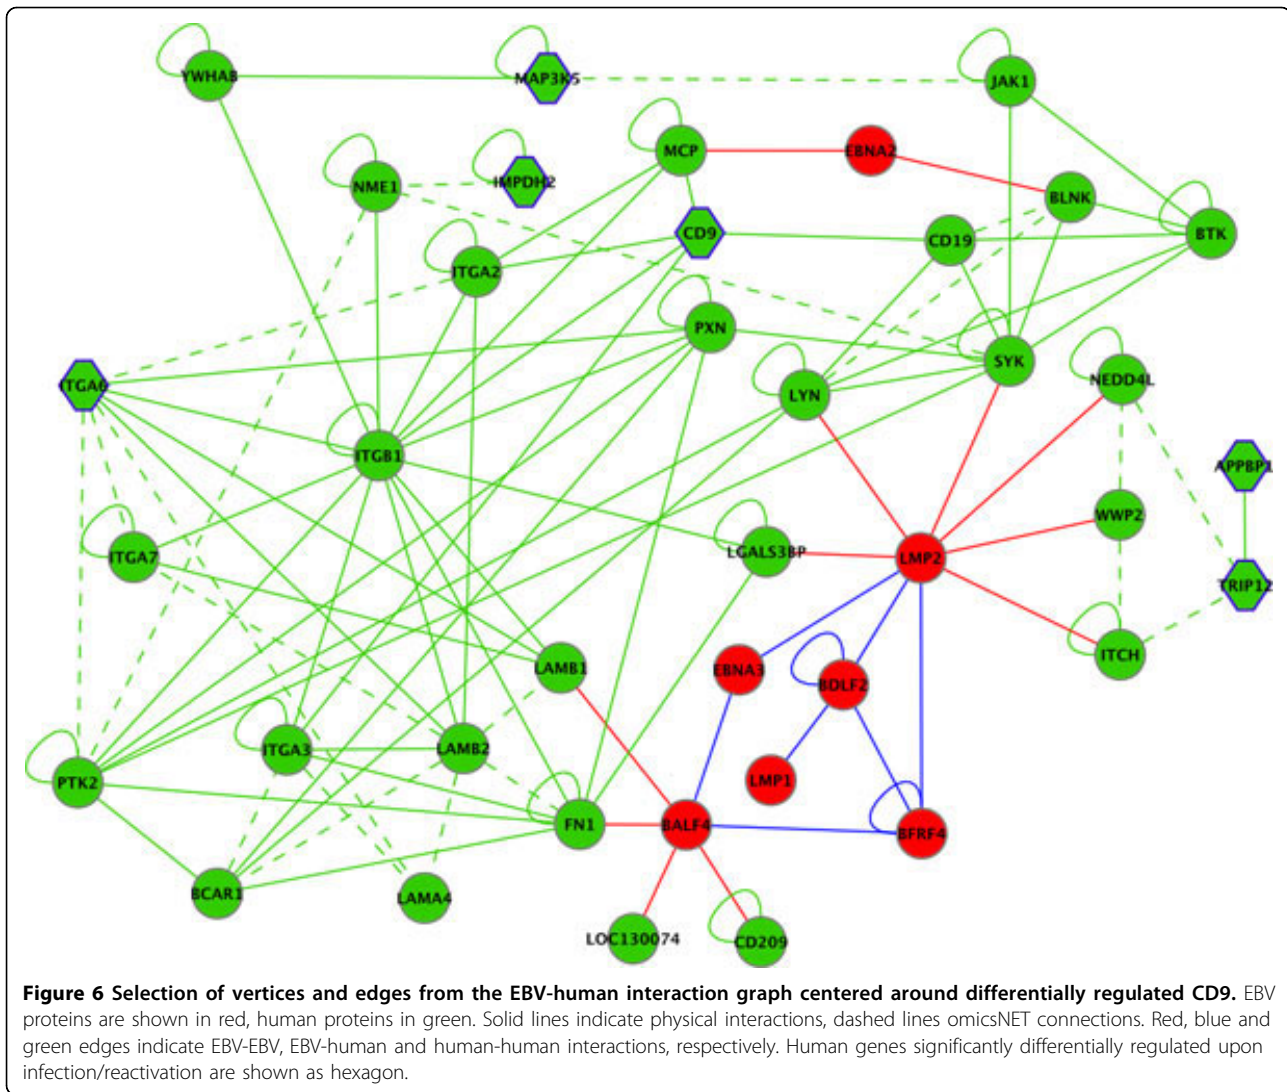 YWHAB
MAP3K5
JAK1
MCP
EBNA2
NME1
IMPDH2
BLNK
CD9
CD19
BTK
ITGA2
PXN
SYK
ITGA6
LYN
NEDD4L
ITGB1
APPBP1
WWP2
ITGA7
LGALS3BP
LMP2
TRIP12
LAMB1
EBNA3
BDLF2
ITCH
ITGA3
LAMB2
PTK2
LMP1
FN1
BALF4
BFRF4
BCAR1
LAMA4
LOC130074
CD209
Figure 6 Selection of vertices and edges from the EBV-human interaction graph centered around differentially regulated CD9. EBV
proteins are shown in red, human proteins in green. Solid lines indicate physical interactions, dashed lines omicsNET connections. Red, blue and
green edges indicate EBV-EBV, EBV-human and human-human interactions, respectively. Human genes significantly differentially regulated upon
infection/reactivation are shown as hexagon.